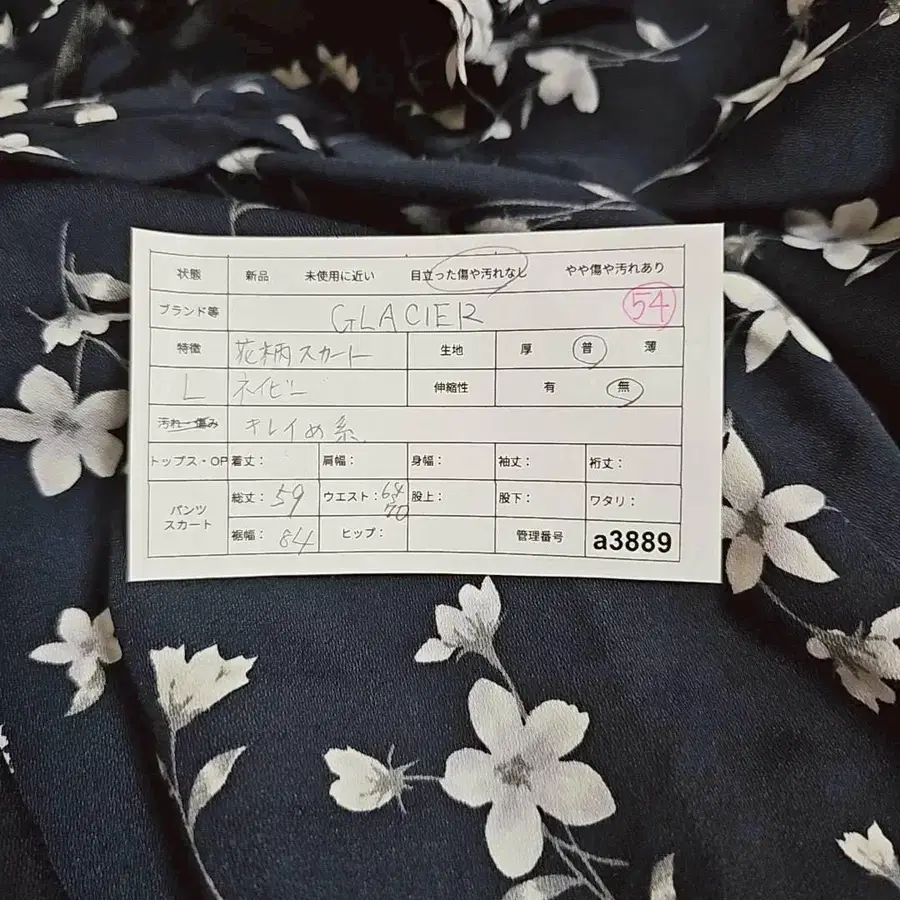 状態 新品 未使用に近い 目立った傷や汚れなし やや傷や汚れあり
ブランド等 GLACIER 54
特徴 花柄スカート 生地 厚 普 薄
L ネイビー 伸縮性 有 無
汚れ・傷み キレイめ系
トップス・OP 着丈: 肩幅: 身幅: 袖丈: 裄丈:
パンツ スカート 総丈:59 ウエスト:64 70 股上: 股下: ワタリ:
裾幅:84 ヒップ: 管理番号 a3889